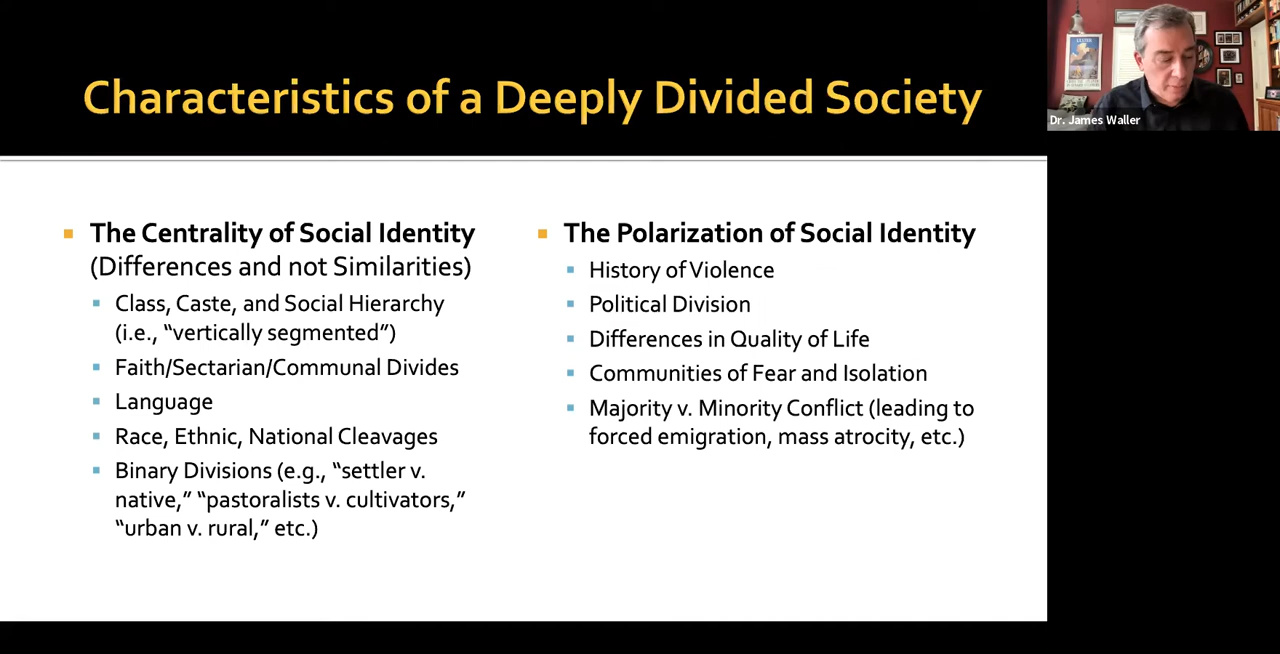 Characteristics of a Deeply Divided Society
Dr. James Waller
The Centrality of Social Identity
(Differences and not Similarities)
Class, Caste, and Social Hierarchy
(i.e., “vertically segmented”)
Faith/Sectarian/Communal Divides
Language
Race, Ethnic, National Cleavages
Binary Divisions (e.g., “settler v.
native,” “pastoralists v. cultivators,”
“urban v. rural,” etc.)
The Polarization of Social Identity
History of Violence
Political Division
Differences in Quality of Life
Communities of Fear and Isolation
Majority v. Minority Conflict (leading to
forced emigration, mass atrocity, etc.)